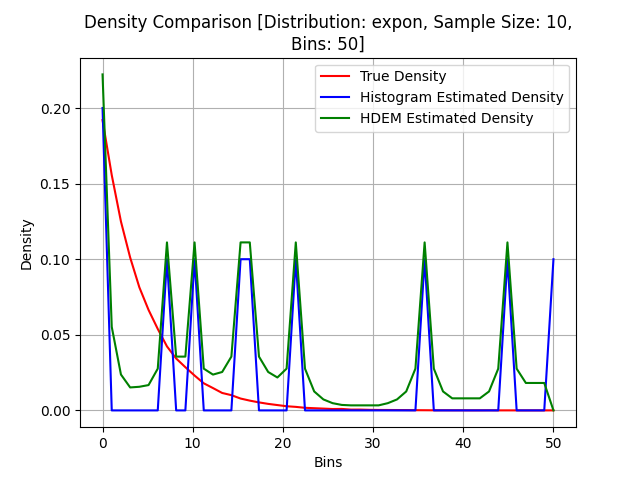 Density Comparison [Distribution: expon, Sample Size: 10,
Bins: 50]
True Density
Histogram Estimated Density
HDEM Estimated Density
Density
0.20
0.15
0.10
0.05
0.00
0 10 20 30 40 50
Bins